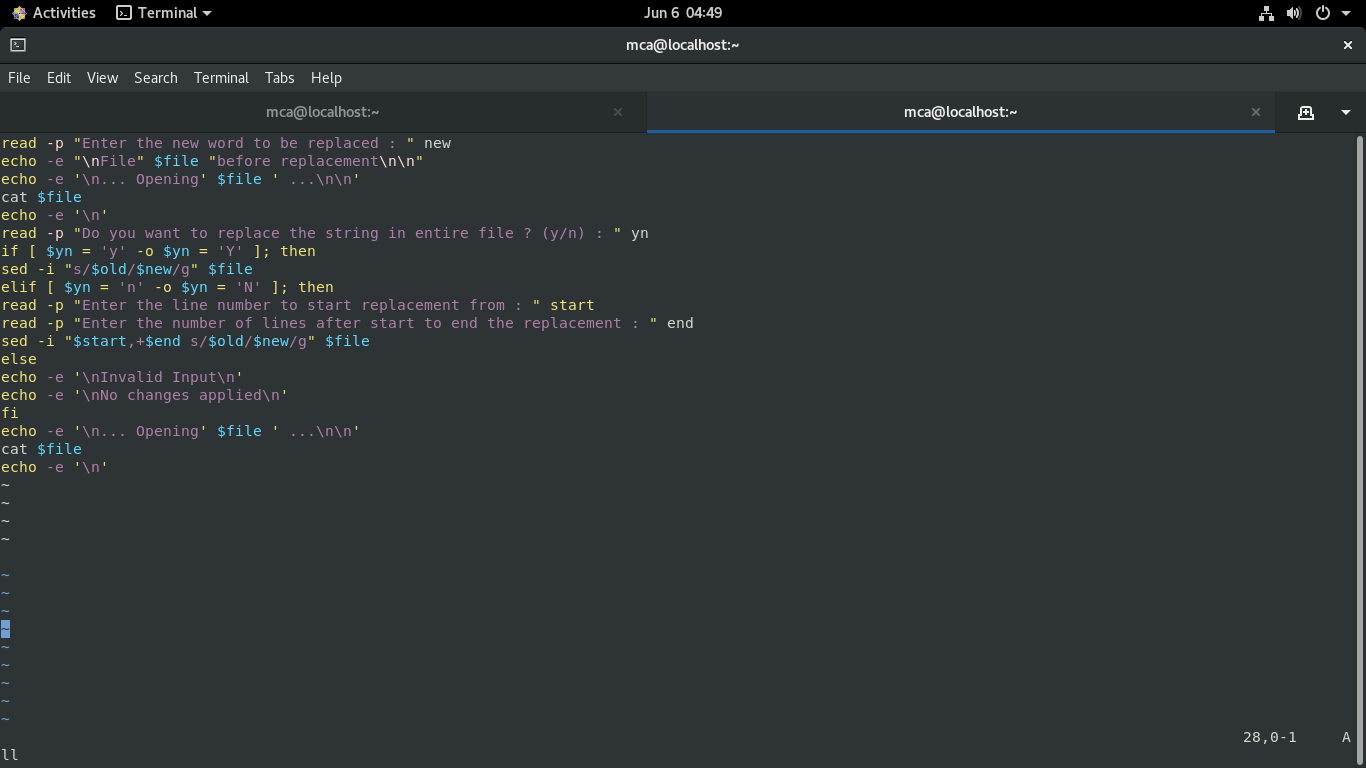 Activities Terminal Jun 6 04:49
mca@localhost:~
File Edit View Search Terminal Tabs Help
mca@localhost:~ mca@localhost:~
read -p "Enter the new word to be replaced : " new
echo -e "\nFile" $file "before replacement\n\n"
echo -e '\n... Opening' $file ' ...\n\n'
cat $file
echo -e '\n'
read -p "Do you want to replace the string in entire file ? (y/n) : " yn
if [ $yn = 'y' -o $yn = 'Y' ]; then
sed -i "s/$old/$new/g" $file
elif [ $yn = 'n' -o $yn = 'N' ]; then
read -p "Enter the line number to start replacement from : " start
read -p "Enter the number of lines after start to end the replacement : " end
sed -i "$start,+$end s/$old/$new/g" $file
else
echo -e '\nInvalid Input\n'
echo -e '\nNo changes applied\n'
fi
echo -e '\n... Opening' $file ' ...\n\n'
cat $file
echo -e '\n'
~
~
~
~
~
~
~
~
~
~
~
~
~
28,0-1 A
ll